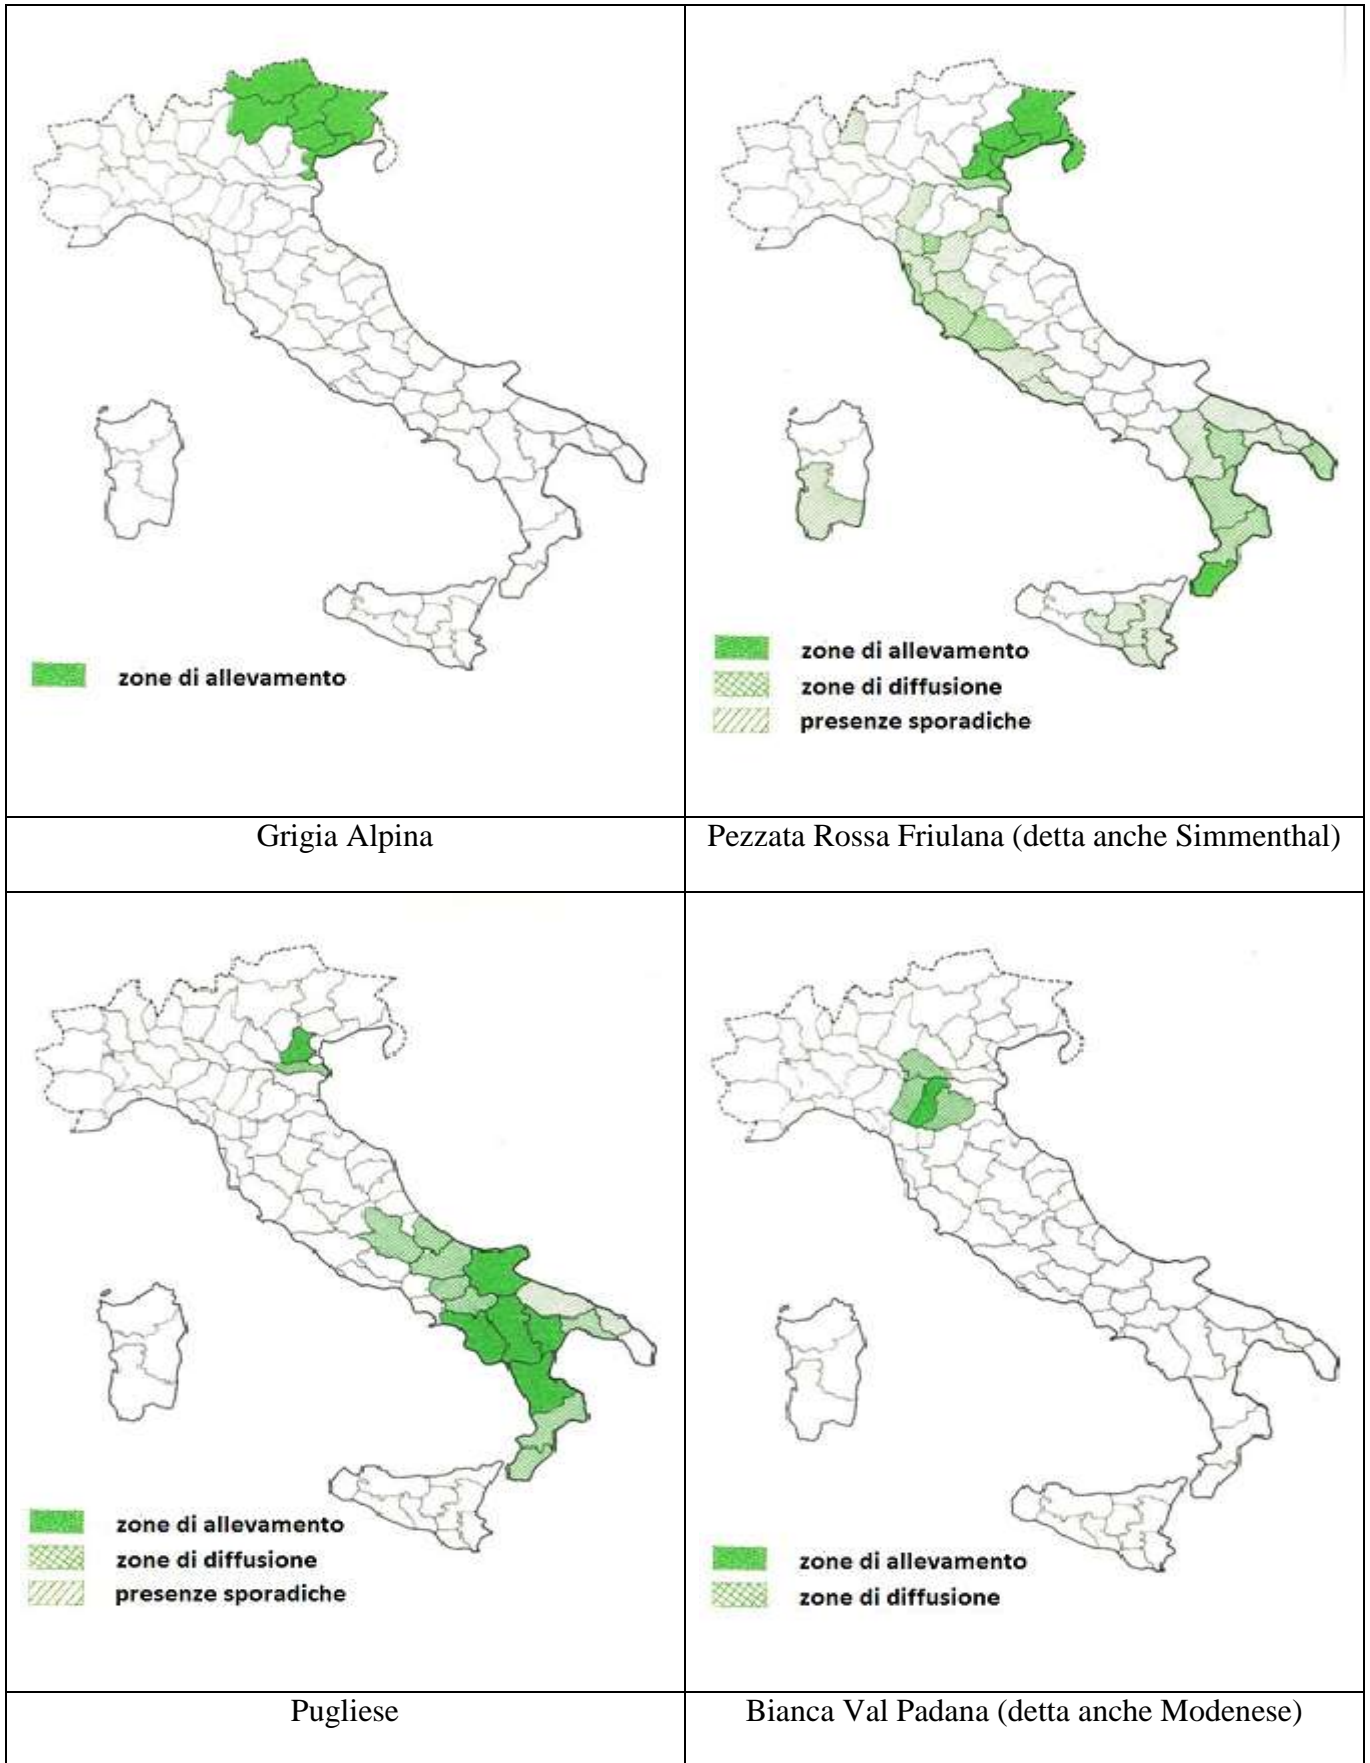 zone di allevamento
zone di allevamento
zone di diffusione
presenze sporadiche
Grigia Alpina
Pezzata Rossa Friulana (detta anche Simmenthal)
zone di allevamento
zone di diffusione
presenze sporadiche
zone di allevamento
zone di diffusione
Pugliese
Bianca Val Padana (detta anche Modenese)